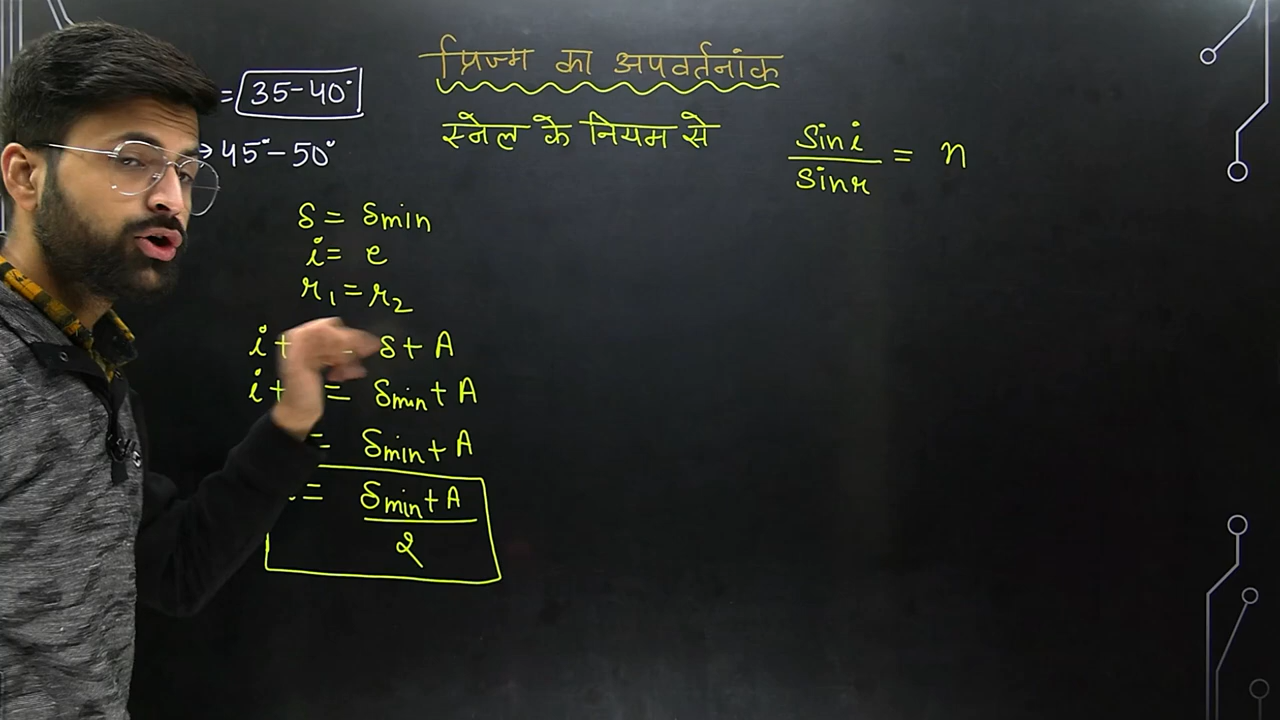 प्रिज्म का अपवर्तनांक
= 35-40°
→ 45°-50°
स्नेल के नियम से
sin i / sin r = n
δ = δmin
i = e
r₁ = r₂
i + = δ + A
i + = δmin + A
= δmin + A
= δmin + A / 2